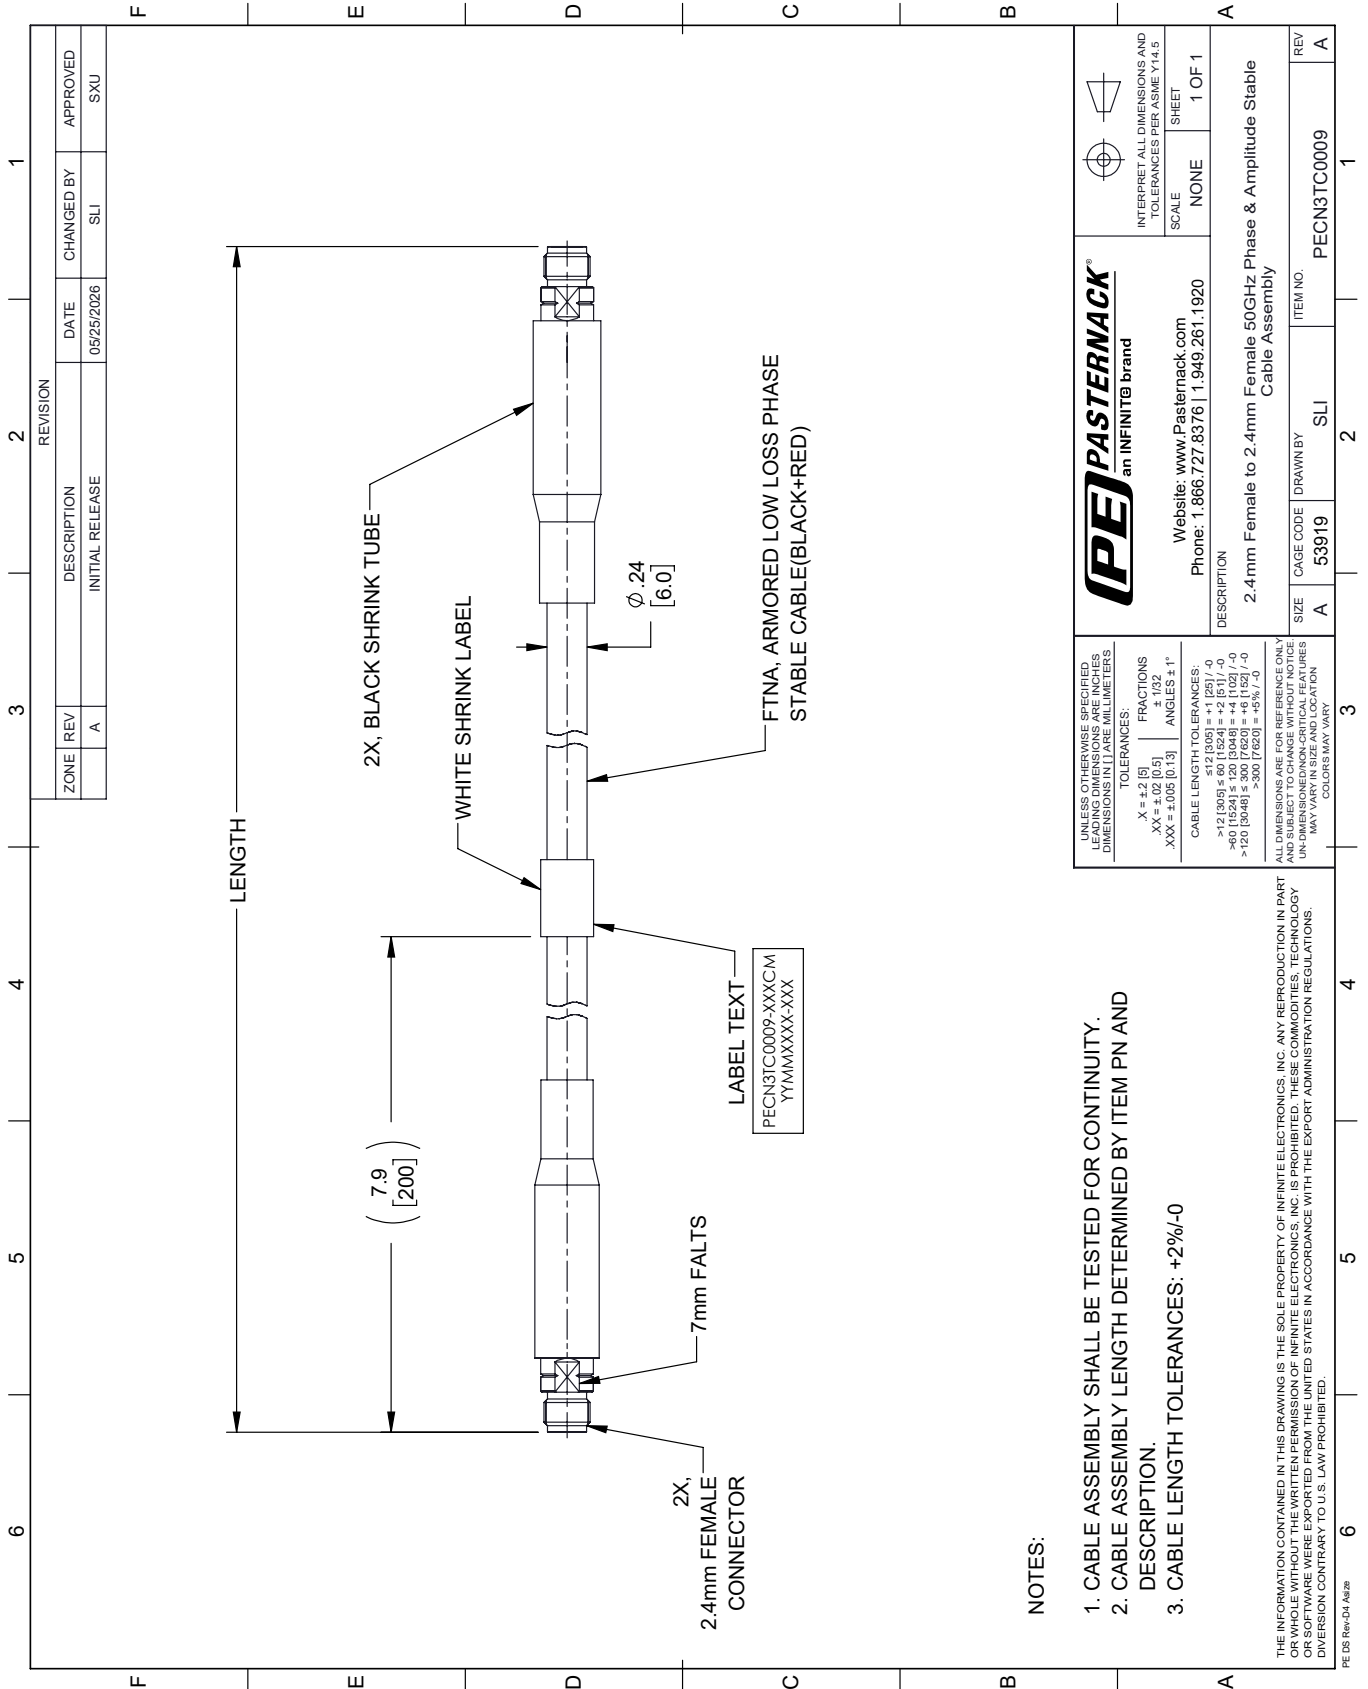 REVISION
ZONE REV DESCRIPTION DATE CHANGED BY APPROVED
A INITIAL RELEASE 05/25/2026 SLI SXU
6 5 4 3 2 1
F
E
D
C
B
A
F
E
D
C
B
A
LENGTH
( 7.9
[200] )
2X, BLACK SHRINK TUBE
WHITE SHRINK LABEL
Ø.24
[6.0]
2X,
2.4mm FEMALE
CONNECTOR
7mm FALTS
LABEL TEXT
PECN3TC0009-XXXCM
YYMMXXXX-XXX
FTNA, ARMORED LOW LOSS PHASE
STABLE CABLE(BLACK+RED)
NOTES:
1. CABLE ASSEMBLY SHALL BE TESTED FOR CONTINUITY.
2. CABLE ASSEMBLY LENGTH DETERMINED BY ITEM PN AND
DESCRIPTION.
3. CABLE LENGTH TOLERANCES: +2%/-0
THE INFORMATION CONTAINED IN THIS DRAWING IS THE SOLE PROPERTY OF INFINITE ELECTRONICS, INC. ANY REPRODUCTION IN PART
OR WHOLE WITHOUT THE WRITTEN PERMISSION OF INFINITE ELECTRONICS, INC. IS PROHIBITED. THESE COMMODITIES, TECHNOLOGY
OR SOFTWARE WERE EXPORTED FROM THE UNITED STATES IN ACCORDANCE WITH THE EXPORT ADMINISTRATION REGULATIONS.
DIVERSION CONTRARY TO U.S. LAW PROHIBITED.
UNLESS OTHERWISE SPECIFIED
LEADING DIMENSIONS ARE INCHES
DIMENSIONS IN [ ] ARE MILLIMETERS
TOLERANCES:
.X = ±.2 [5] FRACTIONS
.XX = ±.02 [0.5] ± 1/32
.XXX = ±.005 [0.13] ANGLES ± 1°
CABLE LENGTH TOLERANCES:
≤12 [305] = +1 [25] / -0
>12 [305] ≤ 60 [1524] = +2 [51] / -0
>60 [1524] ≤ 120 [3048] = +4 [102] / -0
>120 [3048] ≤ 300 [7620] = +6 [152] / -0
>300 [7620] = +5% / -0
ALL DIMENSIONS ARE FOR REFERENCE ONLY
AND SUBJECT TO CHANGE WITHOUT NOTICE.
UN-DIMENSIONED/NON-CRITICAL FEATURES
MAY VARY IN SIZE AND LOCATION
COLORS MAY VARY
PE PASTERNACK®
an INFINIT® brand
Website: www.Pasternack.com
Phone: 1.866.727.8376 | 1.949.261.1920
INTERPRET ALL DIMENSIONS AND
TOLERANCES PER ASME Y14.5
SCALE SHEET
NONE 1 OF 1
DESCRIPTION
2.4mm Female to 2.4mm Female 50GHz Phase & Amplitude Stable
Cable Assembly
SIZE CAGE CODE DRAWN BY ITEM NO. REV
A 53919 SLI PECN3TC0009 A
6 5 4 3 2 1
PE DS Rev-D4 Asize